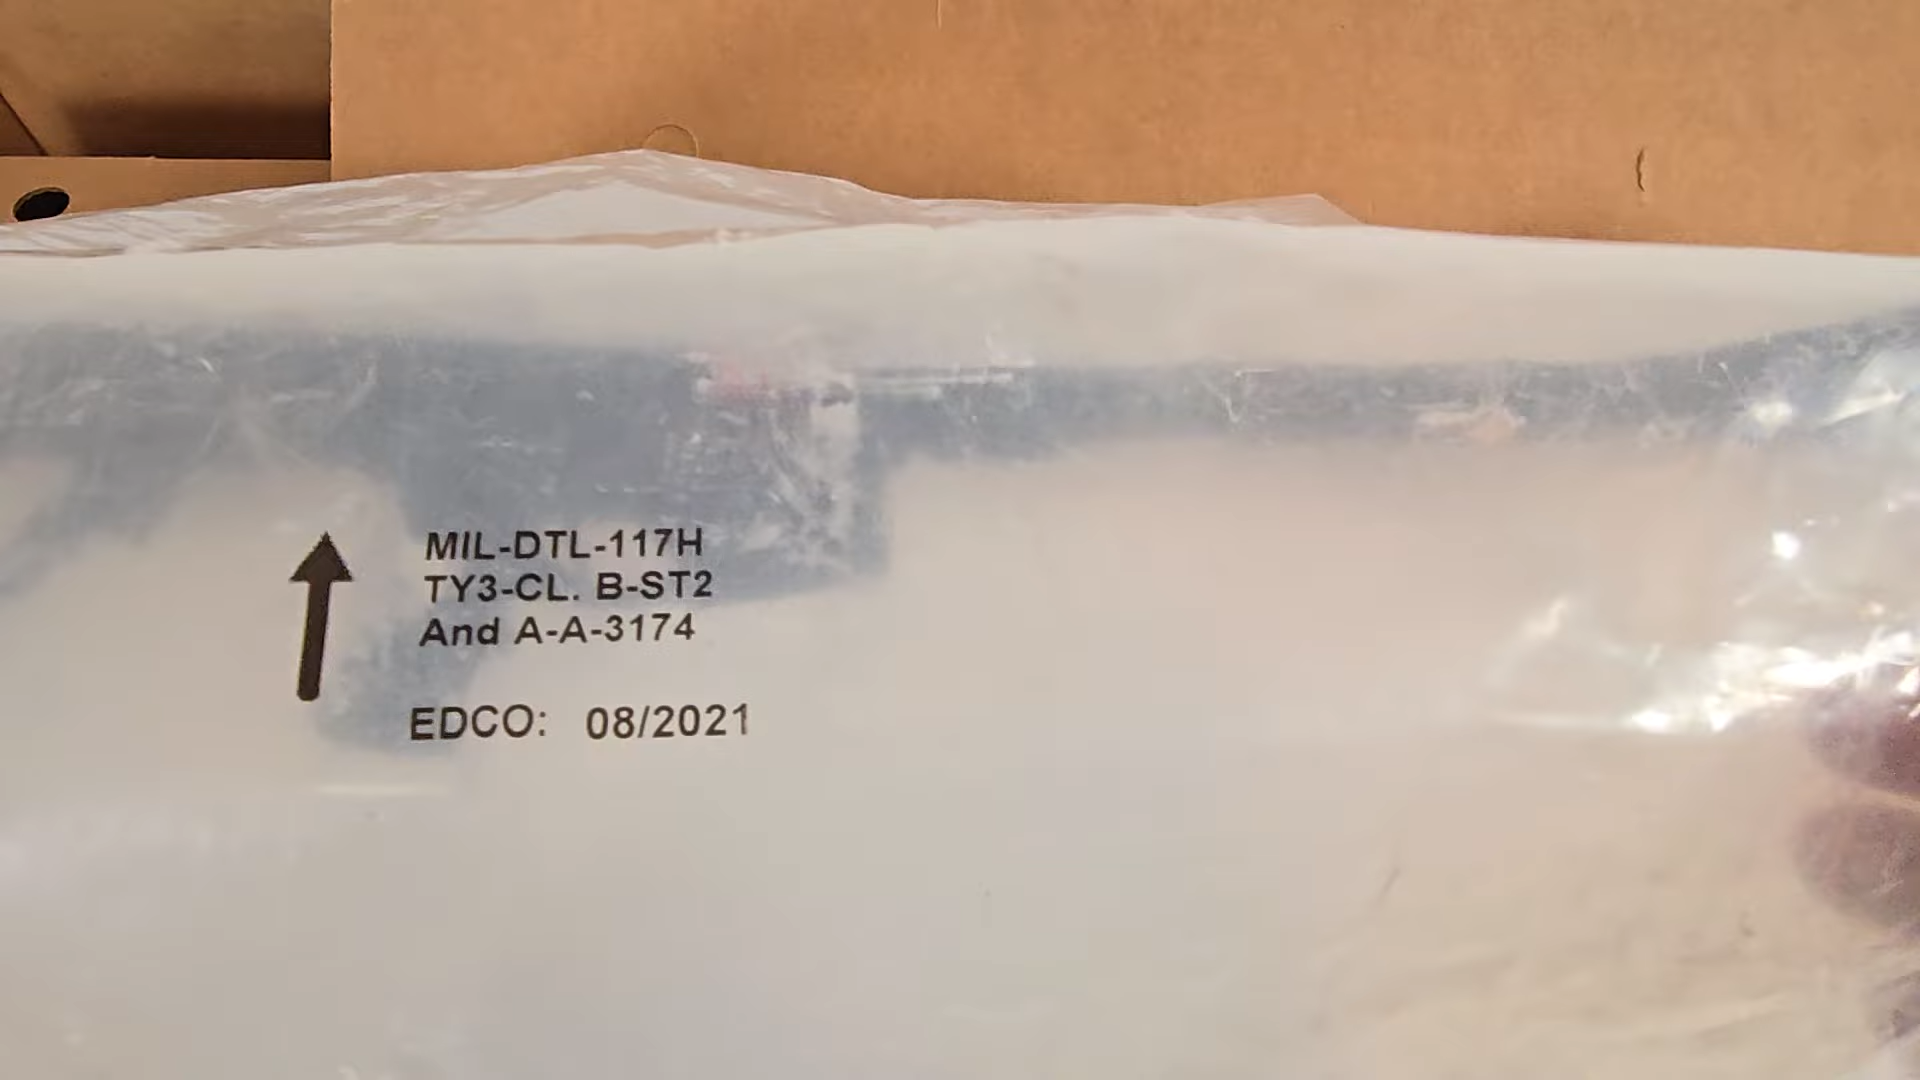 MIL-DTL-117H
TY3-CL. B-ST2
And A-A-3174
EDCO: 08/2021